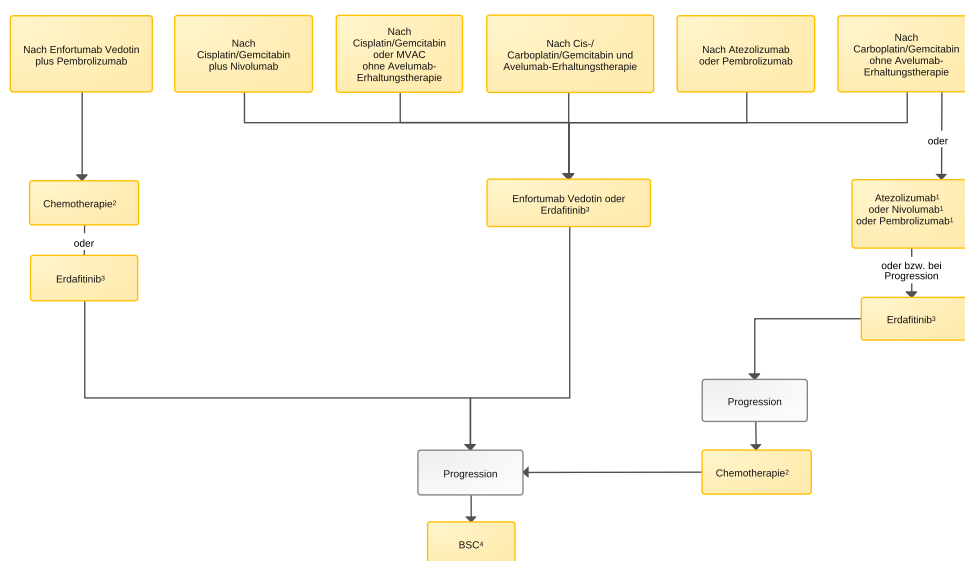 Nach Enfortumab Vedotin
plus Pembrolizumab
Nach
Cisplatin/Gemcitabin
plus Nivolumab
Nach
Cisplatin/Gemcitabin
oder MVAC
ohne Avelumab-
Erhaltungstherapie
Nach Cis-/
Carboplatin/Gemcitabin und
Avelumab-Erhaltungstherapie
Nach Atezolizumab
oder Pembrolizumab
Nach
Carboplatin/Gemcitabin
ohne Avelumab-
Erhaltungstherapie
oder
Chemotherapie²
oder
Erdafitinib³
Enfortumab Vedotin oder
Erdafitinib³
Atezolizumab¹
oder Nivolumab¹
oder Pembrolizumab¹
oder bzw. bei
Progression
Erdafitinib³
Progression
Chemotherapie²
Progression
BSC⁴